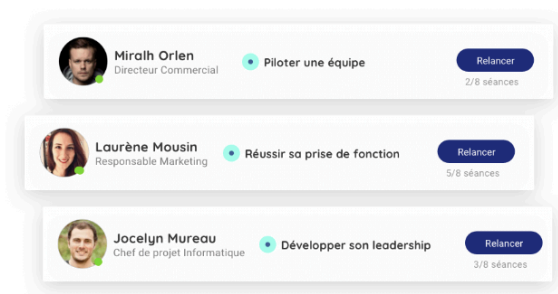 Miralh Orlen
Directeur Commercial
Piloter une équipe
Relancer
2/8 séances
Laurène Mousin
Responsable Marketing
Réussir sa prise de fonction
Relancer
5/8 séances
Jocelyn Mureau
Chef de projet Informatique
Développer son leadership
Relancer
3/8 séances